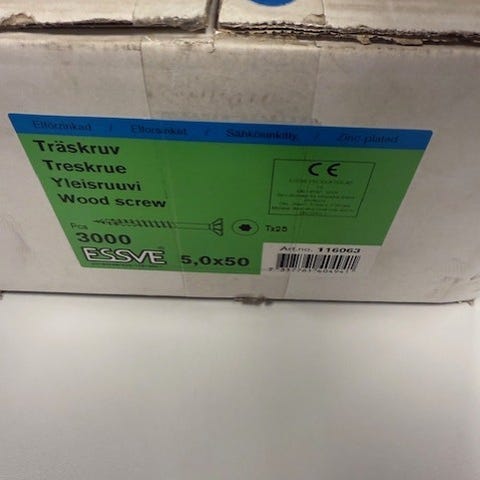 Elförzinkad / Elforsinket / Sähkösinkitty / Zinc-plated
Träskruv
Treskrue
Yleisruuvi
Wood screw
CE
Tx25
Pcs
3000
ESSVE
5,0x50
Art.no. 116063